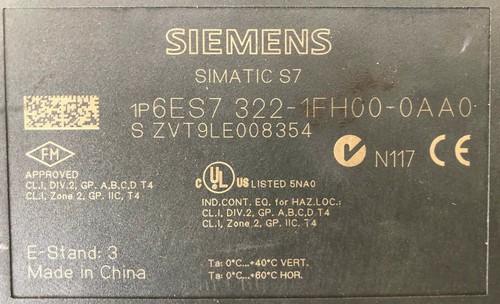 SIEMENS
SIMATIC S7
1P6ES7 322-1FH00-0AA0
S ZVT9LE008354
FM
APPROVED
CL.I, DIV.2, GP. A,B,C,D T4
CL.I, Zone 2, GP. IIC, T4
C UL US LISTED 5NA0
IND.CONT. EQ. for HAZ.LOC.:
CL.I, DIV.2, GP. A,B,C,D T4
CL.I, Zone 2, GP. IIC, T4
N117
E-Stand: 3
Made in China
Ta: 0°C...+40°C VERT.
Ta: 0°C...+60°C HOR.